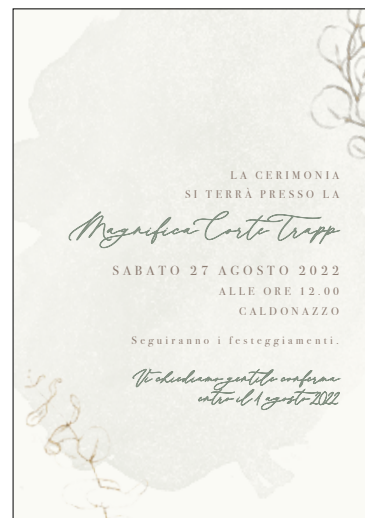 LA CERIMONIA
SI TERRÀ PRESSO LA
Magnifica Corte Trapp
SABATO 27 AGOSTO 2022
ALLE ORE 12.00
CALDONAZZO
Seguiranno i festeggiamenti.
Vi chiediamo gentile conferma
entro il 1 agosto 2022